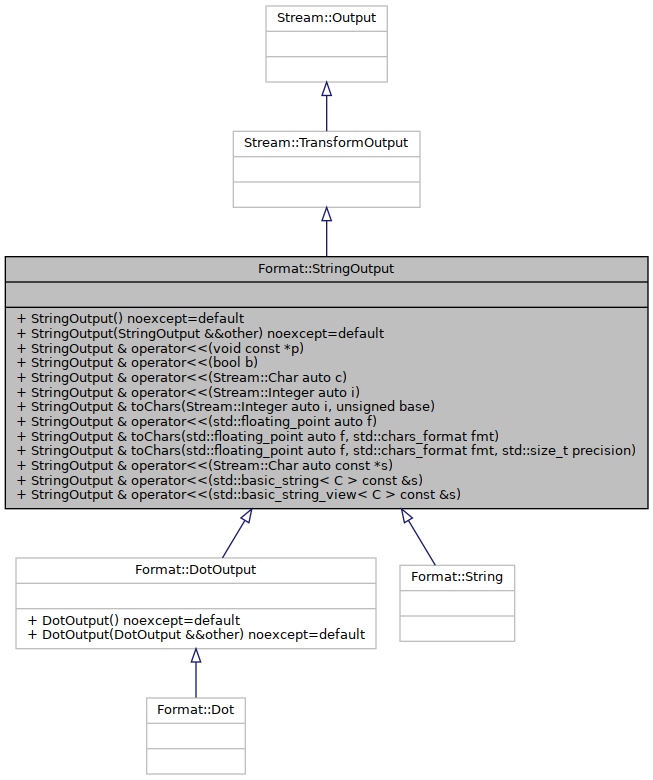 Stream::Output
Stream::TransformOutput
Format::StringOutput
+ StringOutput() noexcept=default
+ StringOutput(StringOutput &&other) noexcept=default
+ StringOutput & operator<<(void const *p)
+ StringOutput & operator<<(bool b)
+ StringOutput & operator<<(Stream::Char auto c)
+ StringOutput & operator<<(Stream::Integer auto i)
+ StringOutput & toChars(Stream::Integer auto i, unsigned base)
+ StringOutput & operator<<(std::floating_point auto f)
+ StringOutput & toChars(std::floating_point auto f, std::chars_format fmt)
+ StringOutput & toChars(std::floating_point auto f, std::chars_format fmt, std::size_t precision)
+ StringOutput & operator<<(Stream::Char auto const *s)
+ StringOutput & operator<<(std::basic_string< C > const &s)
+ StringOutput & operator<<(std::basic_string_view< C > const &s)
Format::DotOutput
+ DotOutput() noexcept=default
+ DotOutput(DotOutput &&other) noexcept=default
Format::String
Format::Dot